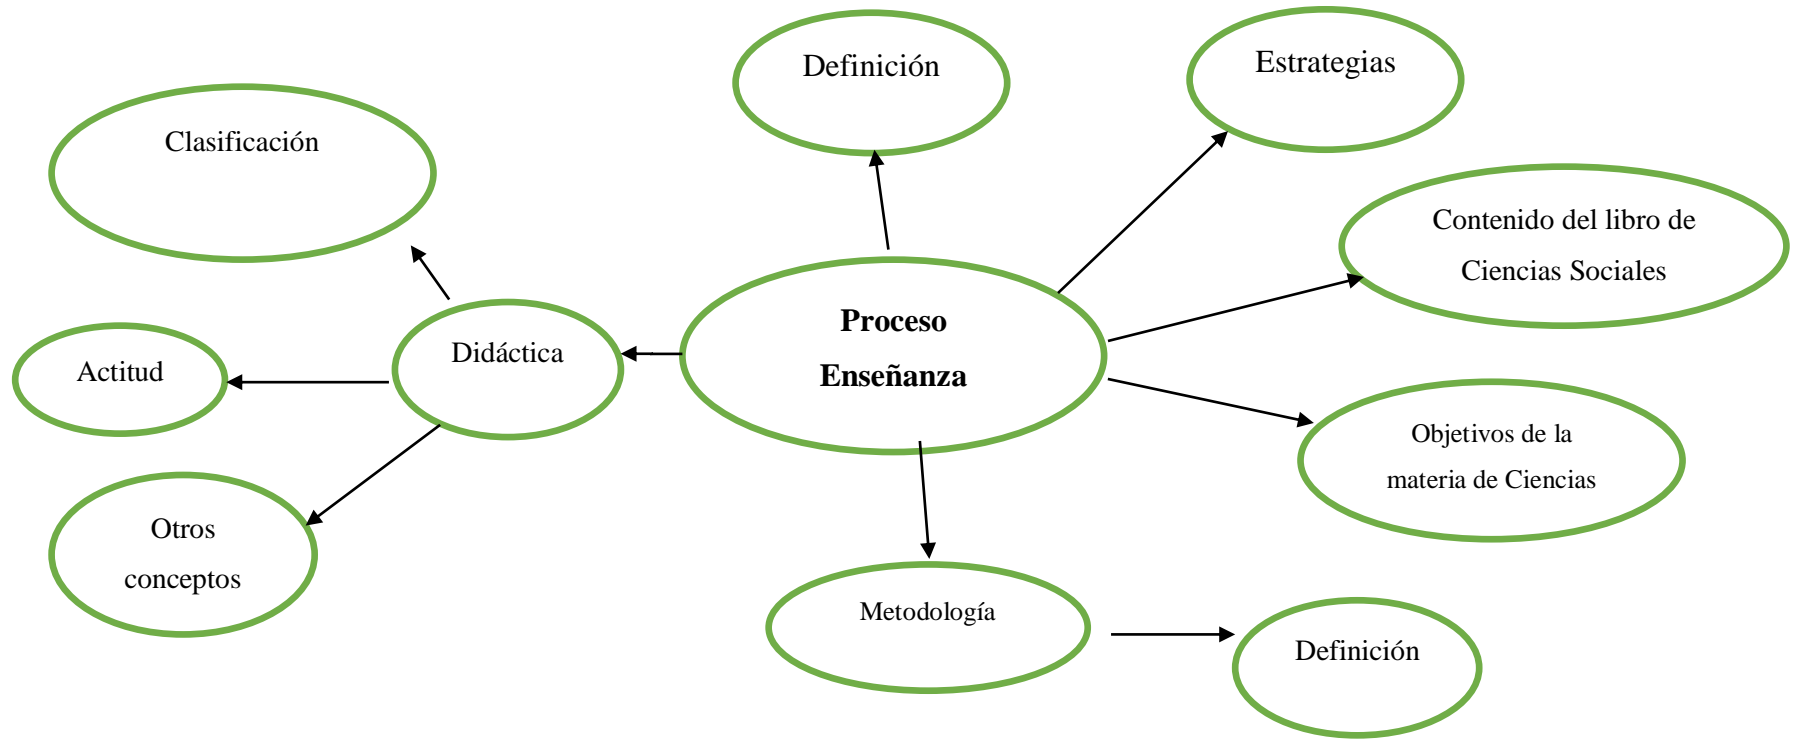 Definición
Estrategias
Clasificación
Contenido del libro de
Ciencias Sociales
Proceso
Enseñanza
Didáctica
Actitud
Objetivos de la
materia de Ciencias
Otros
conceptos
Metodología
Definición